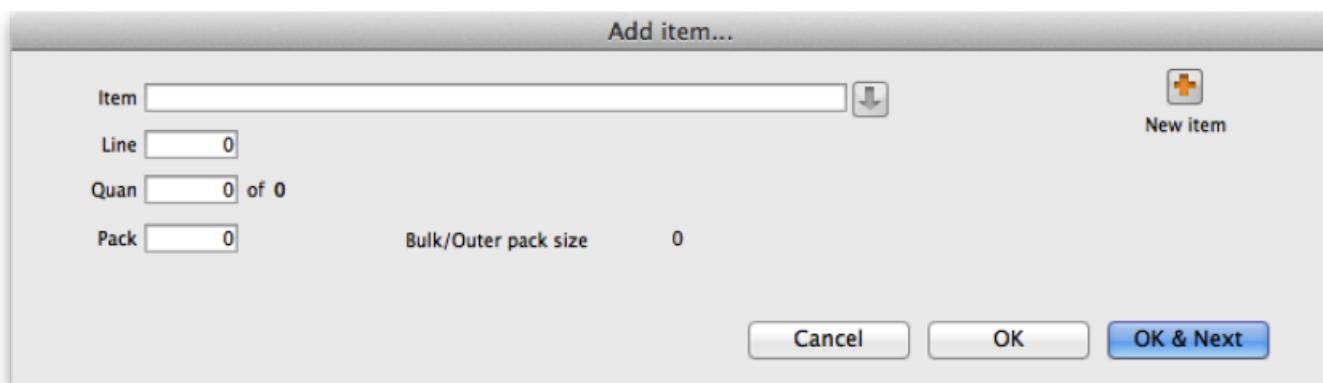 Add item...
Item
New item
Line 0
Quan 0 of 0
Pack 0 Bulk/Outer pack size 0
Cancel OK OK & Next